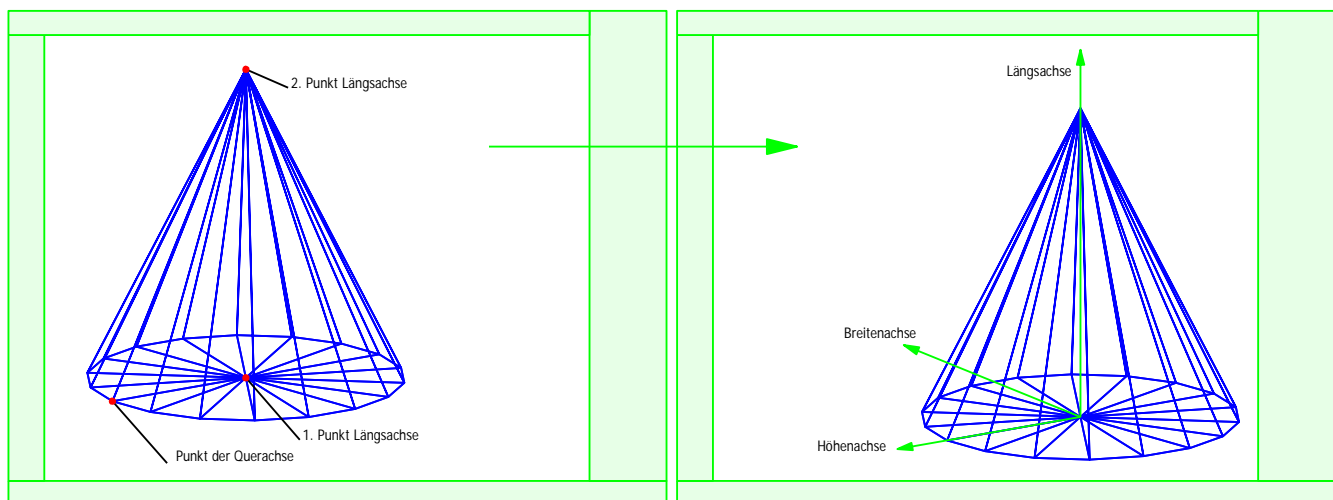 2. Punkt Längsachse
1. Punkt Längsachse
Punkt der Querachse
Längsachse
Breitenachse
Höhenachse